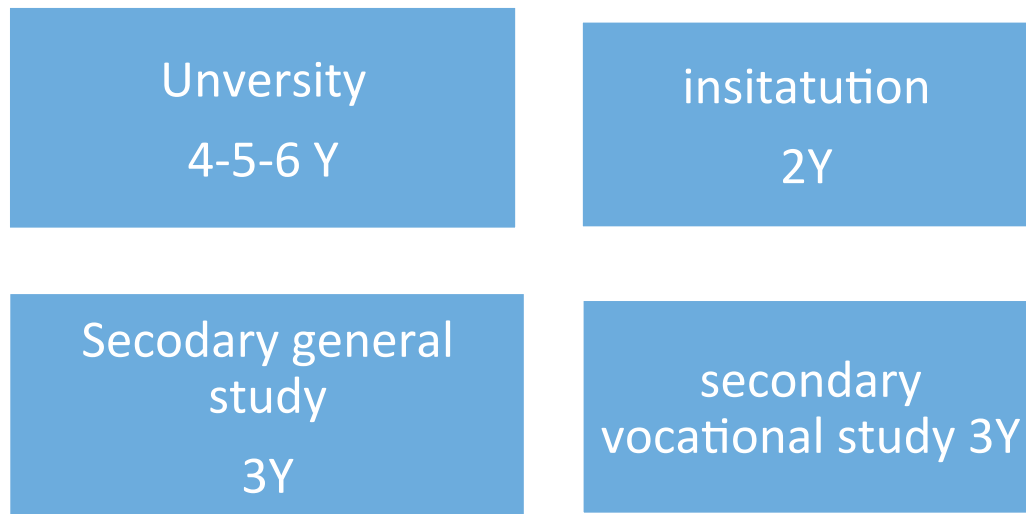 Unversity
4-5-6 Y
insitatution
2Y
Secodary general
study
3Y
secondary
vocational study 3Y